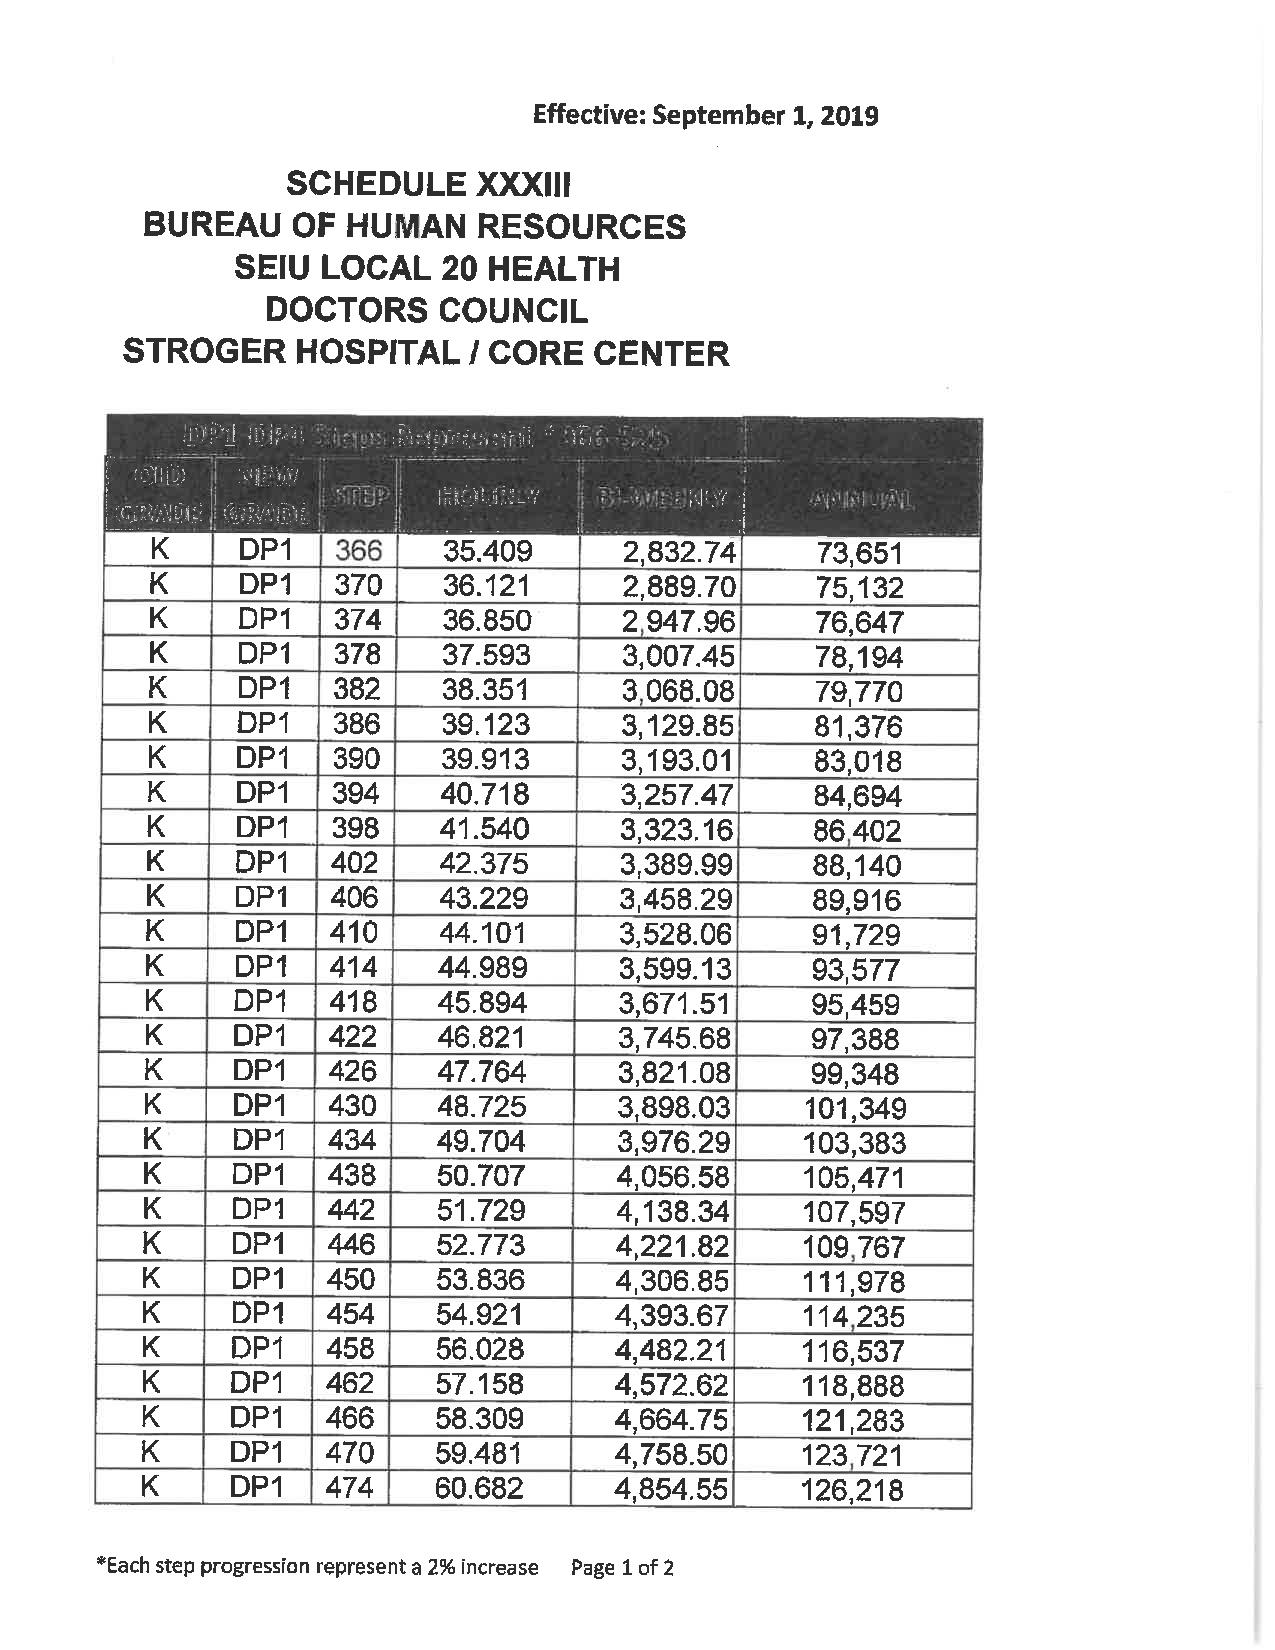 Effective: September 1, 2019
SCHEDULE XXXIII
BUREAU OF HUMAN RESOURCES
SEIU LOCAL 20 HEALTH
DOCTORS COUNCIL
STROGER HOSPITAL / CORE CENTER
OLD NEW
GRADE GRADE STEP HOURLY BI-WEEKLY ANNUAL
K DP1 366 35.409 2,832.74 73,651
K DP1 370 36.121 2,889.70 75,132
K DP1 374 36.850 2,947.96 76,647
K DP1 378 37.593 3,007.45 78,194
K DP1 382 38.351 3,068.08 79,770
K DP1 386 39.123 3,129.85 81,376
K DP1 390 39.913 3,193.01 83,018
K DP1 394 40.718 3,257.47 84,694
K DP1 398 41.540 3,323.16 86,402
K DP1 402 42.375 3,389.99 88,140
K DP1 406 43.229 3,458.29 89,916
K DP1 410 44.101 3,528.06 91,729
K DP1 414 44.989 3,599.13 93,577
K DP1 418 45.894 3,671.51 95,459
K DP1 422 46.821 3,745.68 97,388
K DP1 426 47.764 3,821.08 99,348
K DP1 430 48.725 3,898.03 101,349
K DP1 434 49.704 3,976.29 103,383
K DP1 438 50.707 4,056.58 105,471
K DP1 442 51.729 4,138.34 107,597
K DP1 446 52.773 4,221.82 109,767
K DP1 450 53.836 4,306.85 111,978
K DP1 454 54.921 4,393.67 114,235
K DP1 458 56.028 4,482.21 116,537
K DP1 462 57.158 4,572.62 118,888
K DP1 466 58.309 4,664.75 121,283
K DP1 470 59.481 4,758.50 123,721
K DP1 474 60.682 4,854.55 126,218
*Each step progression represent a 2% increase Page 1 of 2